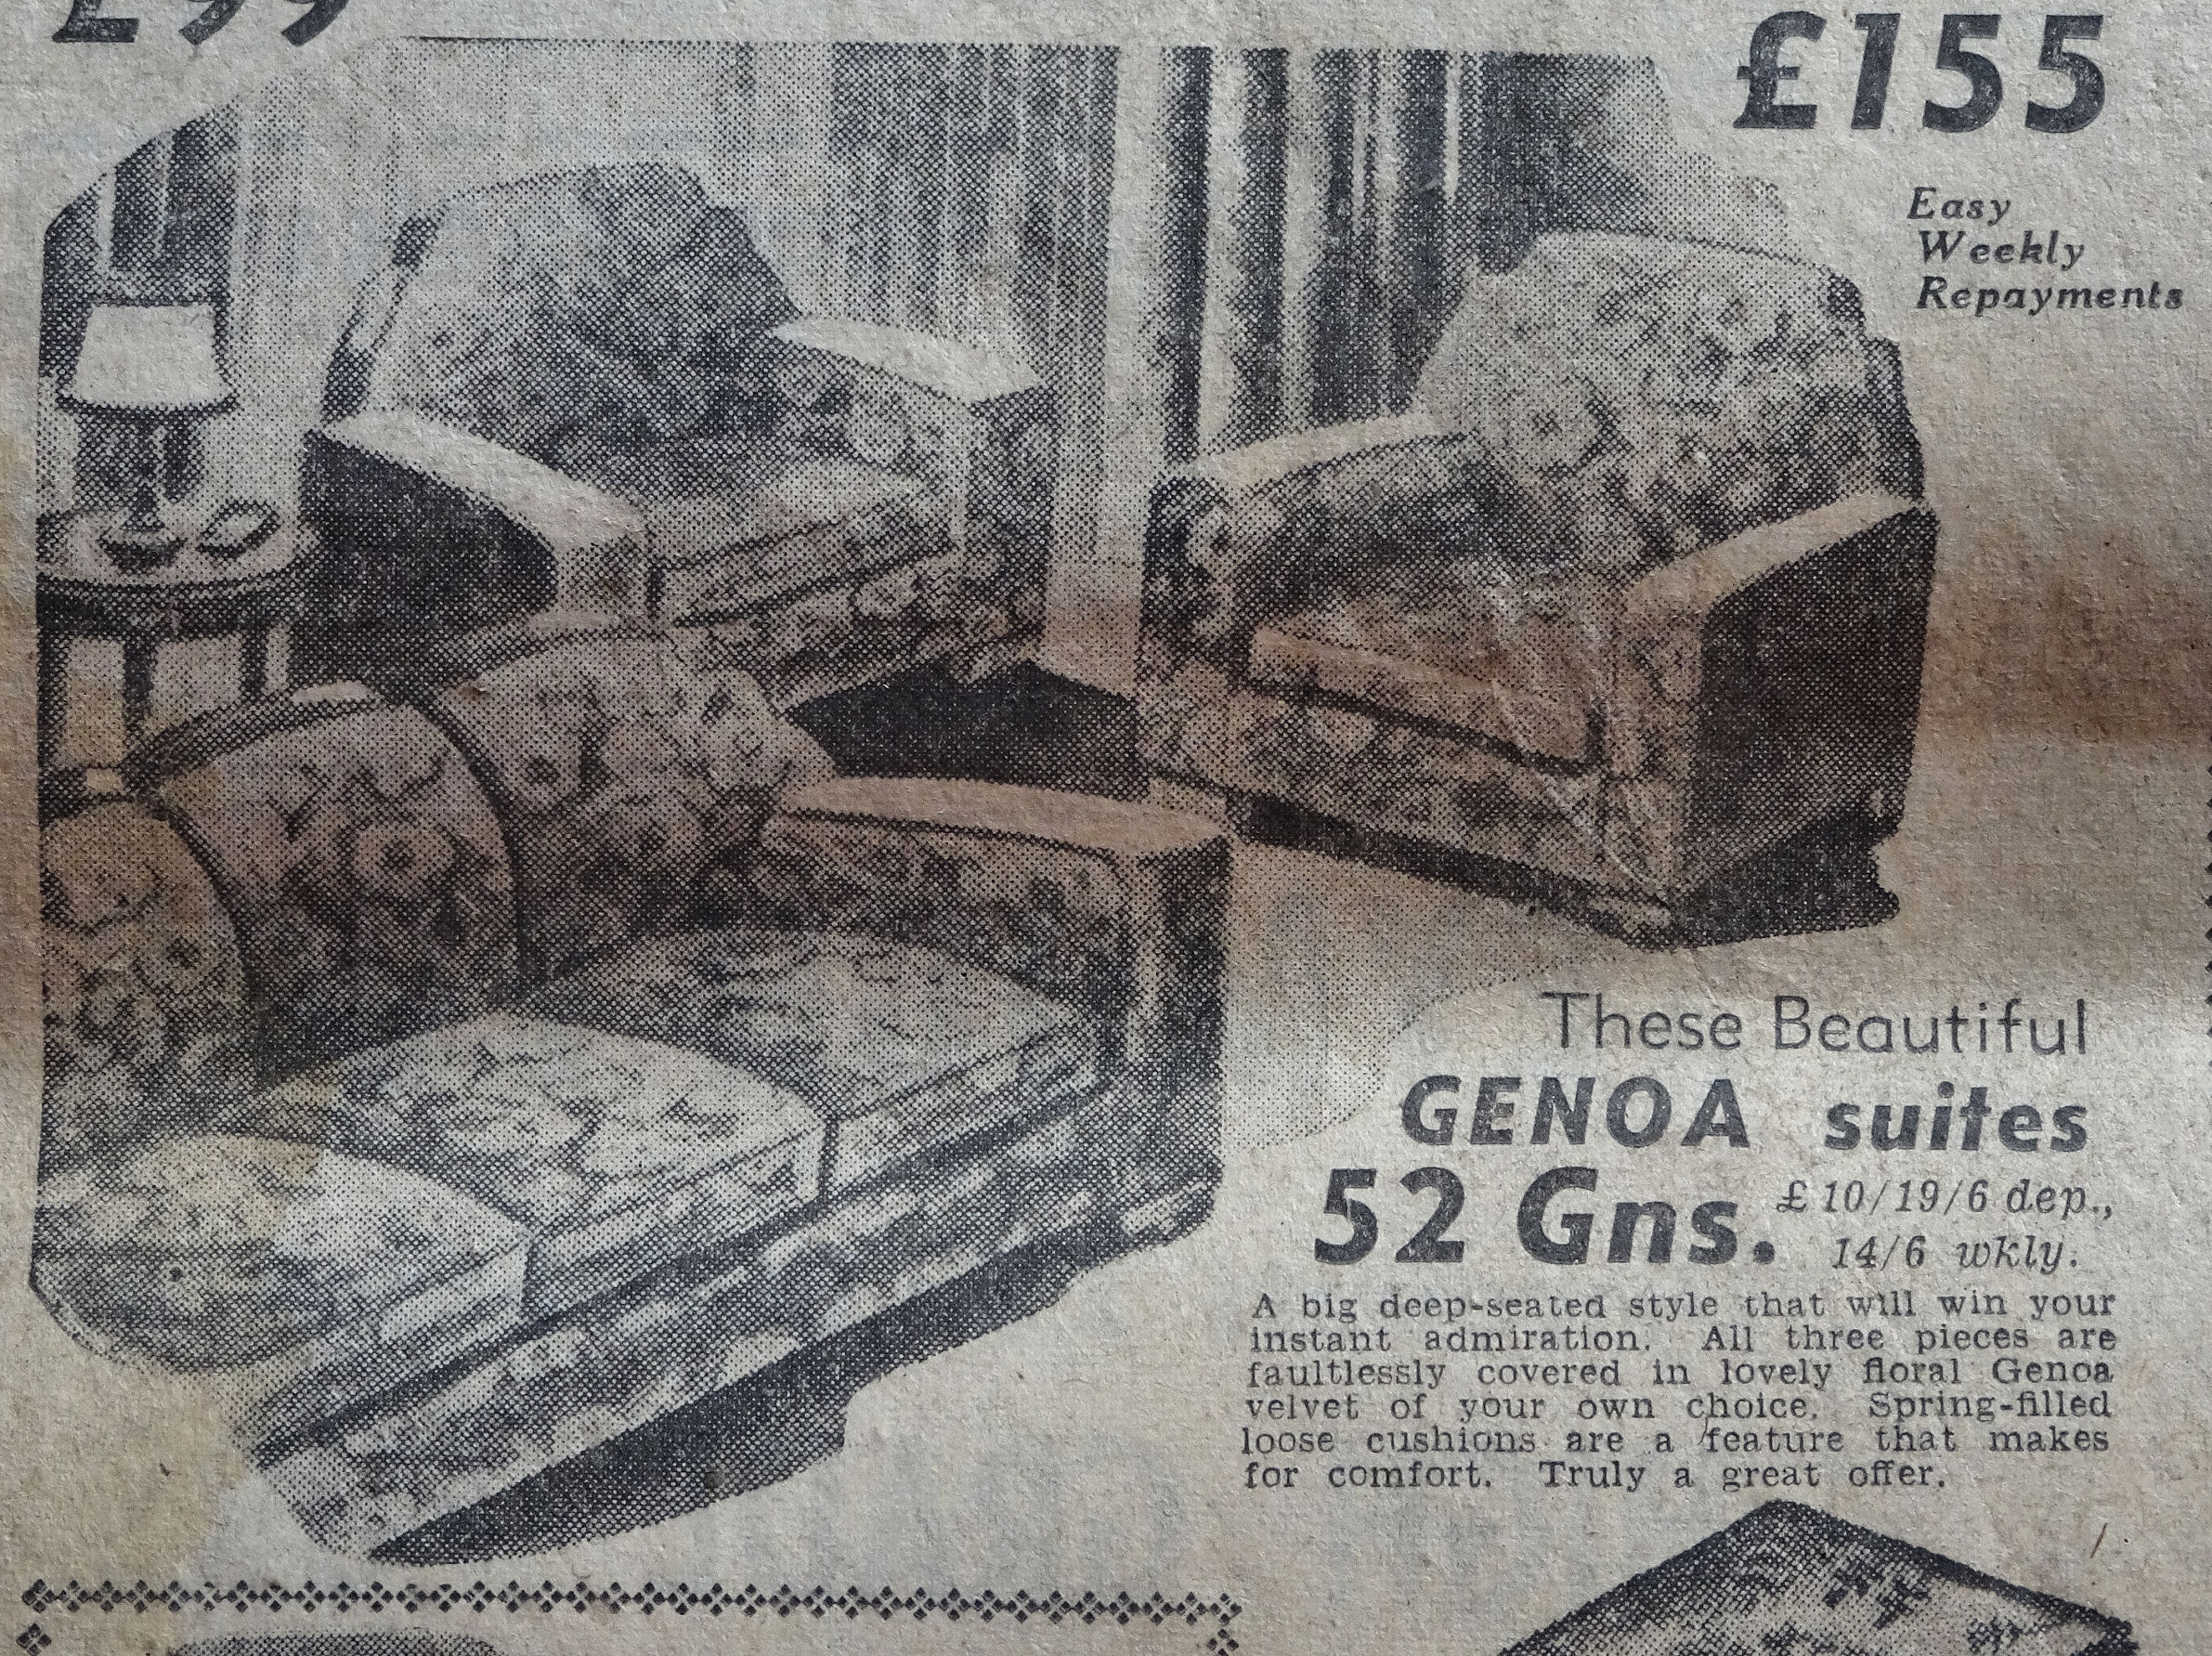 £99
£155
Easy
Weekly
Repayments
These Beautiful
GENOA suites
52 Gns. £10/19/6 dep.,
14/6 wkly.
A big deep-seated style that will win your
instant admiration. All three pieces are
faultlessly covered in lovely floral Genoa
velvet of your own choice. Spring-filled
loose cushions are a feature that makes
for comfort. Truly a great offer.